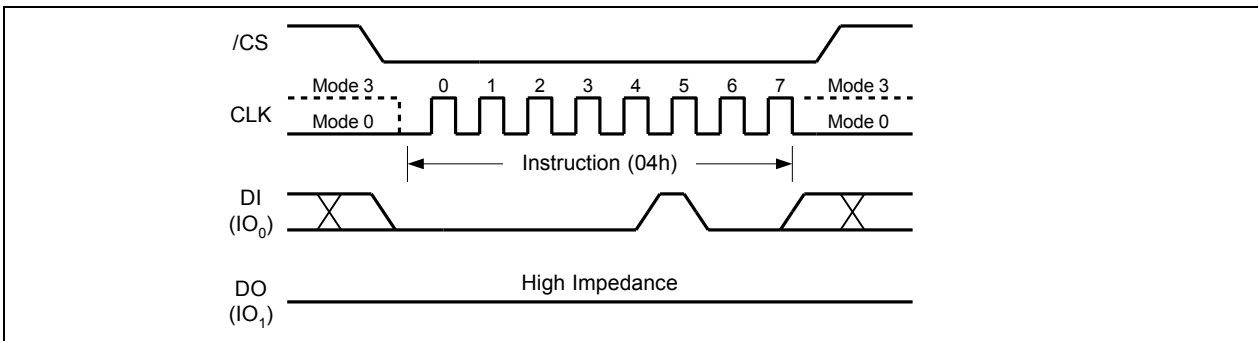 /CS
Mode 3 0 1 2 3 4 5 6 7 Mode 3
CLK
Mode 0 Mode 0
Instruction (04h)
DI
(IO₀)
High Impedance
DO
(IO₁)